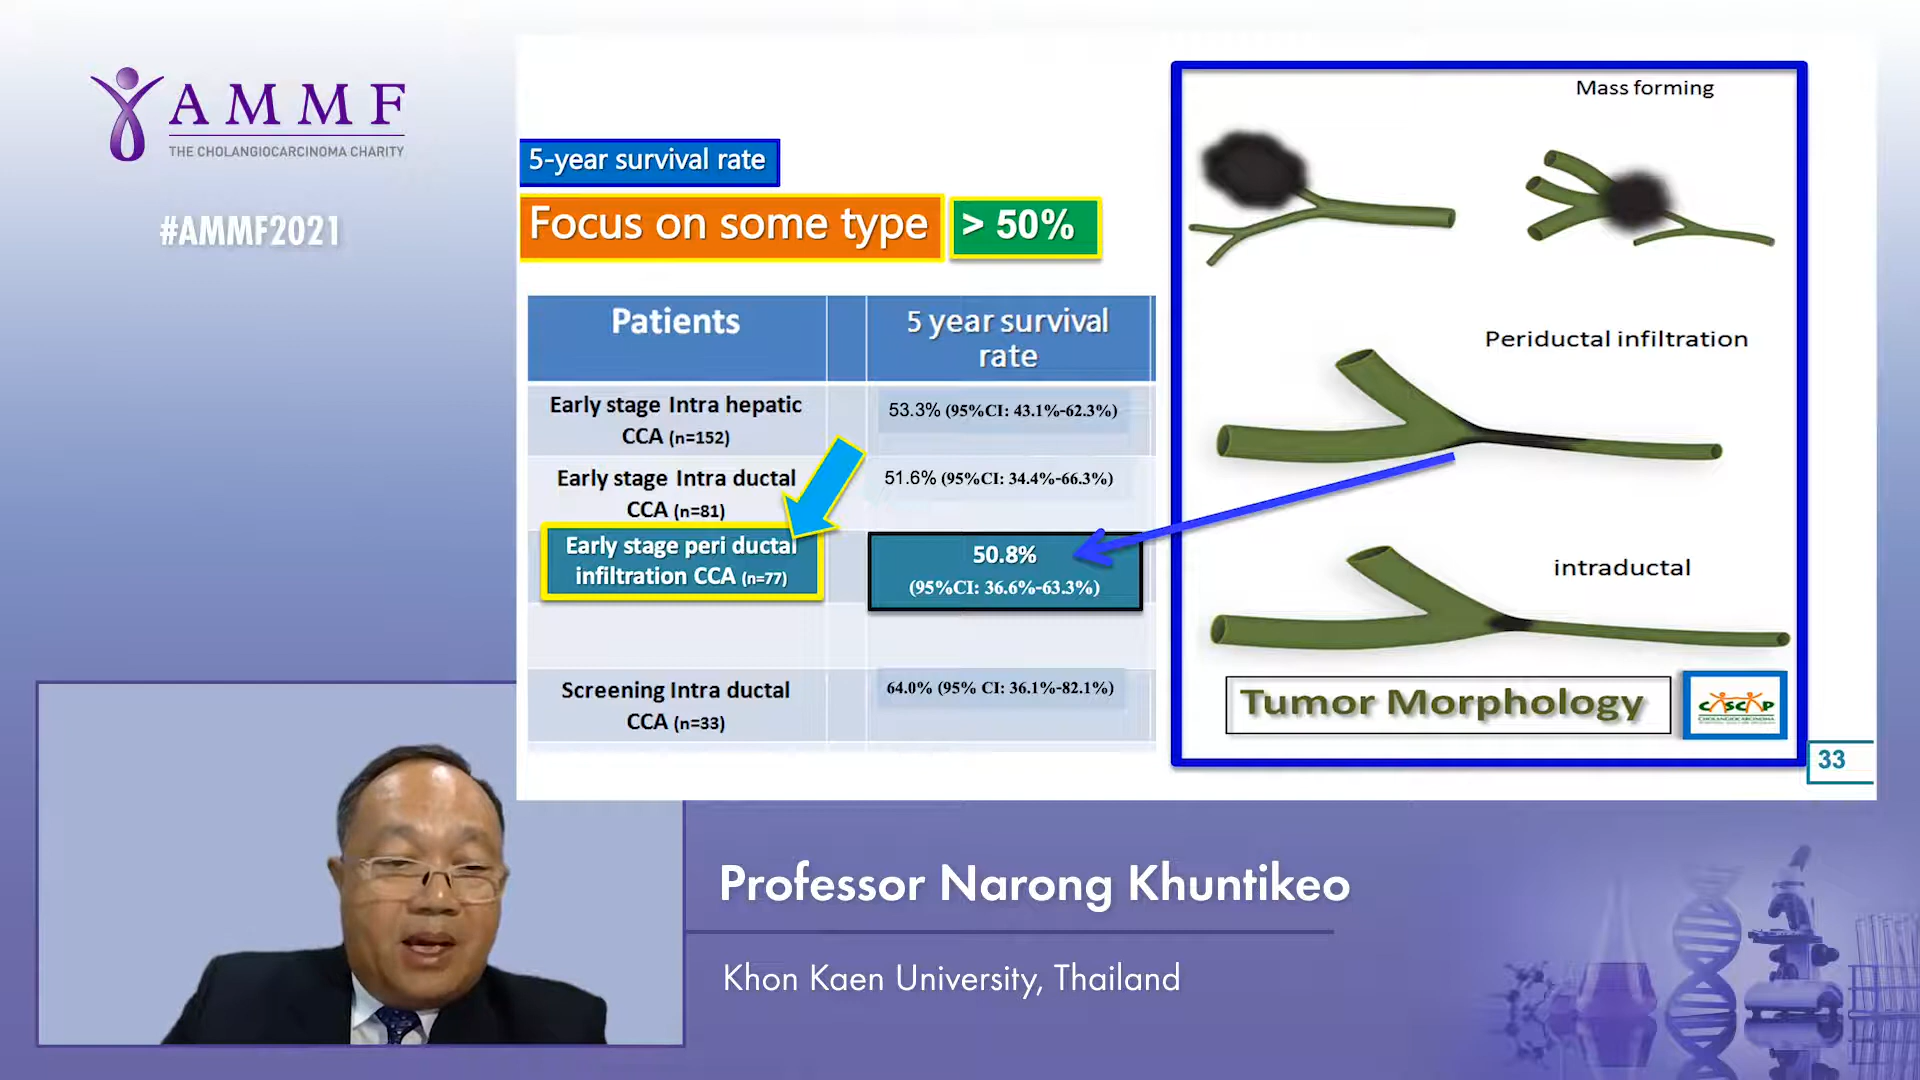 AMMF
THE CHOLANGIOCARCINOMA CHARITY
#AMMF2021
5-year survival rate
Focus on some type
> 50%
Patients
5 year survival
rate
Early stage Intra hepatic
CCA (n=152)
53.3% (95%CI: 43.1%-62.3%)
Early stage Intra ductal
CCA (n=81)
51.6% (95%CI: 34.4%-66.3%)
Early stage peri ductal
infiltration CCA (n=77)
50.8%
(95%CI: 36.6%-63.3%)
Screening Intra ductal
CCA (n=33)
64.0% (95% CI: 36.1%-82.1%)
Mass forming
Periductal infiltration
intraductal
Tumor Morphology
CASCAP
CHOLANGIOCARCINOMA
33
Professor Narong Khuntikeo
Khon Kaen University, Thailand